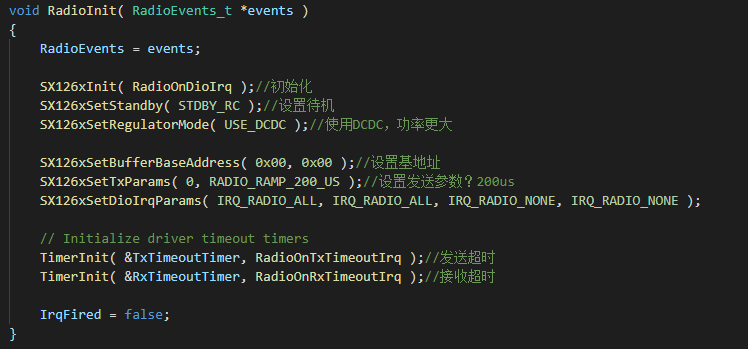 void RadioInit( RadioEvents_t *events )
{
RadioEvents = events;
SX126xInit( RadioOnDioIrq );//初始化
SX126xSetStandby( STDBY_RC );//设置待机
SX126xSetRegulatorMode( USE_DCDC );//使用DCDC，功率更大
SX126xSetBufferBaseAddress( 0x00, 0x00 );//设置基地址
SX126xSetTxParams( 0, RADIO_RAMP_200_US );//设置发送参数？200us
SX126xSetDioIrqParams( IRQ_RADIO_ALL, IRQ_RADIO_ALL, IRQ_RADIO_NONE, IRQ_RADIO_NONE );
// Initialize driver timeout timers
TimerInit( &TxTimeoutTimer, RadioOnTxTimeoutIrq );//发送超时
TimerInit( &RxTimeoutTimer, RadioOnRxTimeoutIrq );//接收超时
IrqFired = false;
}